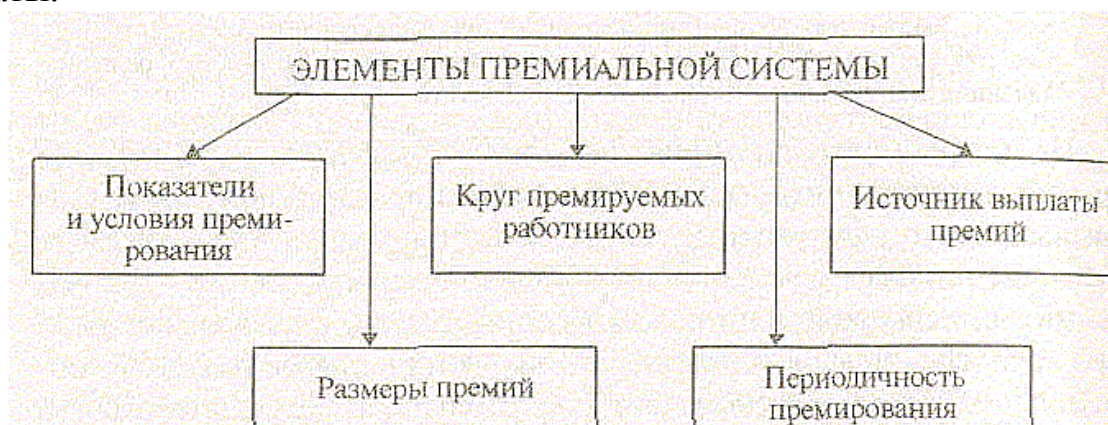 ЭЛЕМЕНТЫ ПРЕМИАЛЬНОЙ СИСТЕМЫ
Показатели
и условия преми-
рования
Круг премируемых
работников
Источник выплаты
премий
Размеры премий
Периодичность
премирования